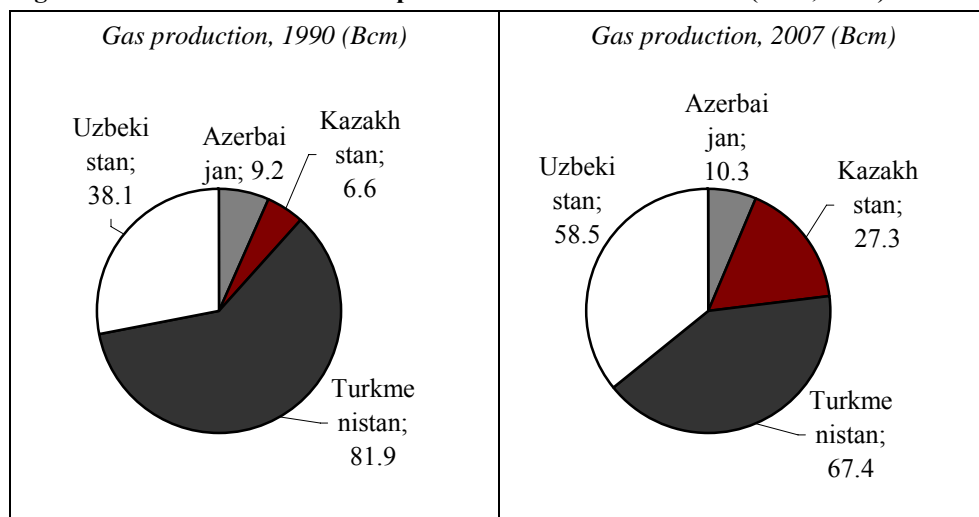 Gas production, 1990 (Bcm)
Uzbeki
stan;
38.1
Azerbai
jan; 9.2
Kazakh
stan;
6.6
Turkme
nistan;
81.9
Gas production, 2007 (Bcm)
Azerbai
jan;
10.3
Uzbeki
stan;
58.5
Kazakh
stan;
27.3
Turkme
nistan;
67.4